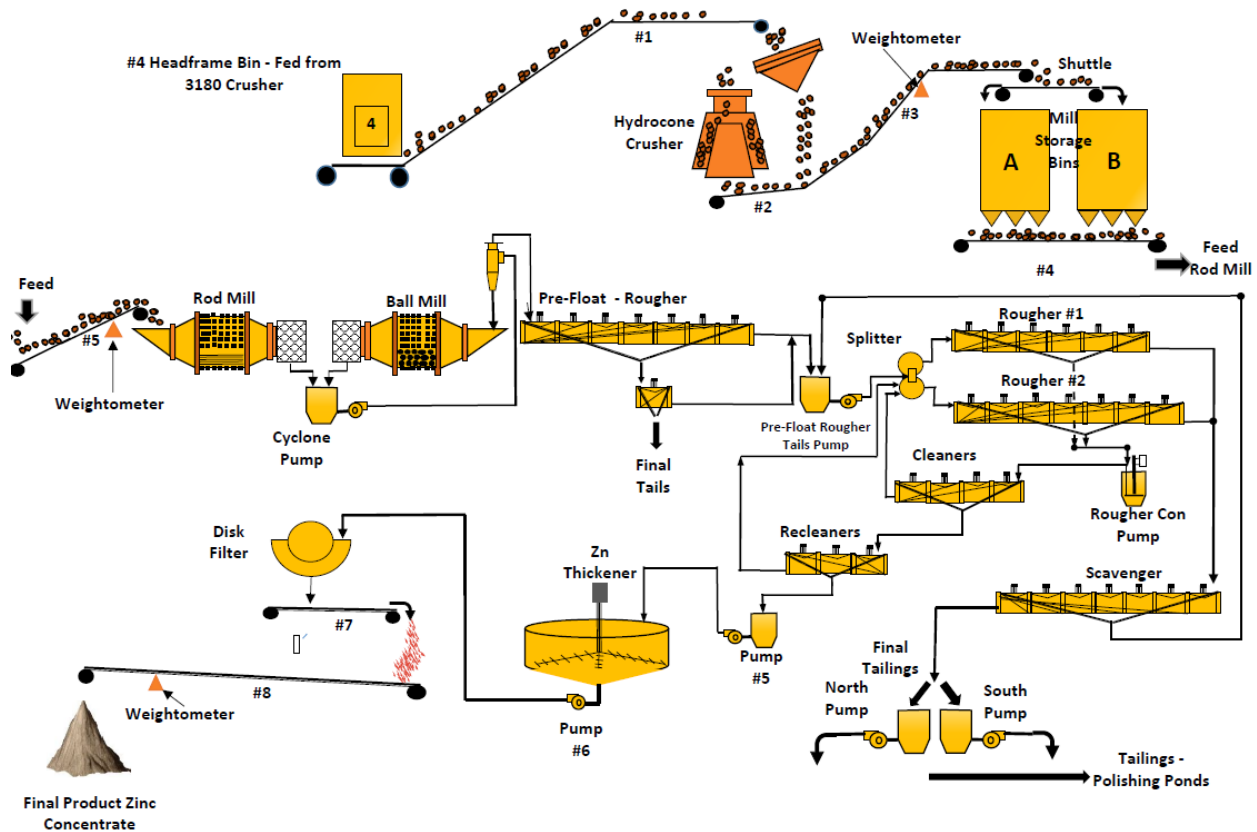 #1
#4 Headframe Bin - Fed from
3180 Crusher
4
Hydrocone
Crusher
#2
Weightometer
#3
Shuttle
Mill
Storage
Bins
A
B
#4
Feed
Rod Mill
Feed
#5
Weightometer
Rod Mill
Ball Mill
Cyclone
Pump
Pre-Float - Rougher
Final
Tails
Pre-Float Rougher
Tails Pump
Splitter
Rougher #1
Rougher #2
Cleaners
Rougher Con
Pump
Recleaners
Scavenger
Disk
Filter
Zn
Thickener
#7
#8
Weightometer
Pump
#6
Pump
#5
Final
Tailings
North
Pump
South
Pump
Tailings -
Polishing Ponds
Final Product Zinc
Concentrate